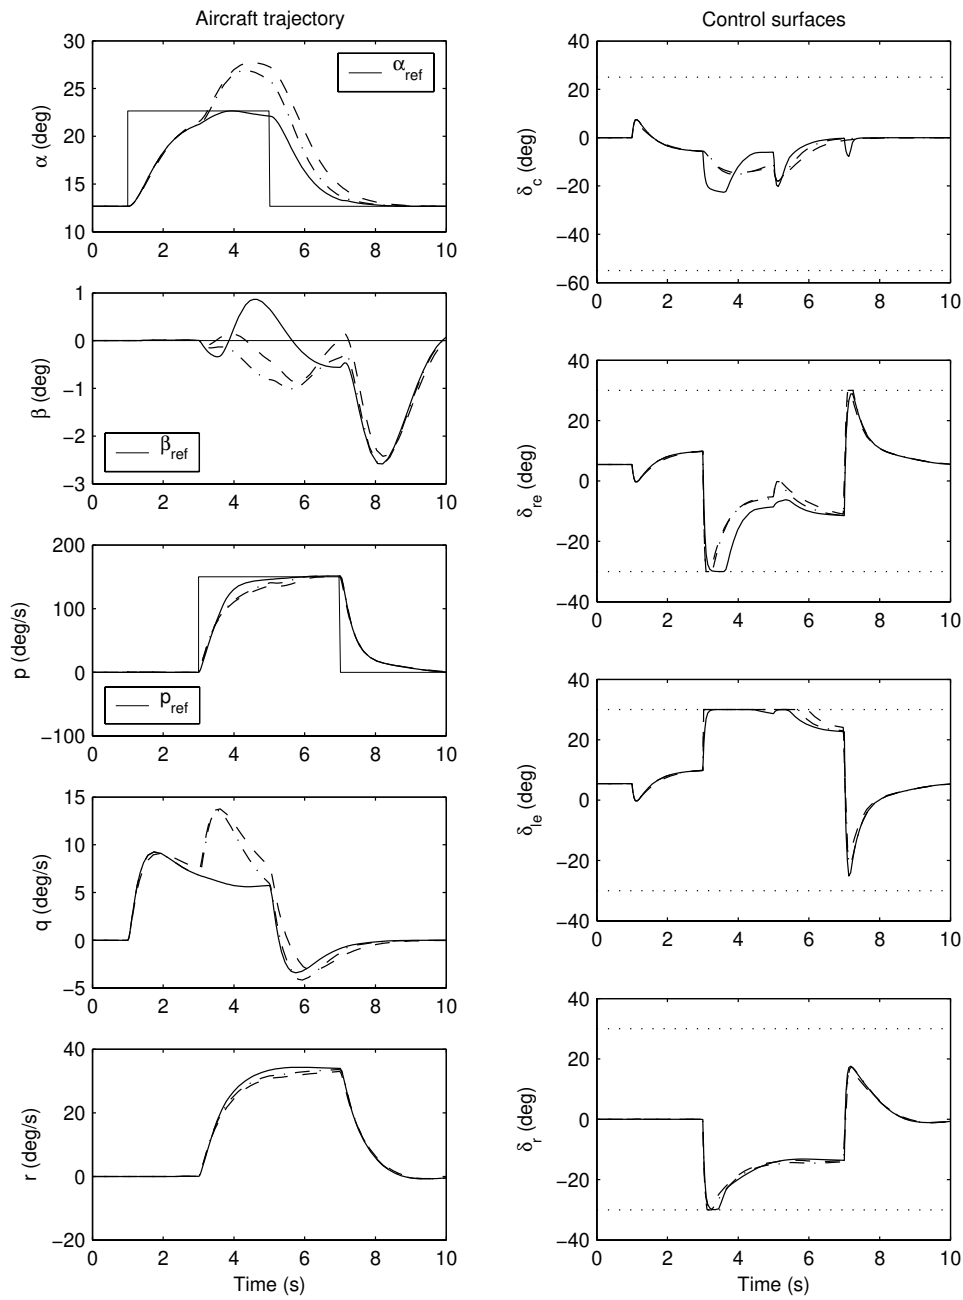 Aircraft trajectory
30
25
20
15
10
α (deg)
α_ref
0 2 4 6 8 10
1
0
−1
−2
−3
β (deg)
β_ref
0 2 4 6 8 10
200
100
0
−100
p (deg/s)
p_ref
0 2 4 6 8 10
15
10
5
0
−5
q (deg/s)
0 2 4 6 8 10
40
20
0
−20
r (deg/s)
0 2 4 6 8 10
Time (s)
Control surfaces
40
20
0
−20
−40
−60
δ_c (deg)
0 2 4 6 8 10
40
20
0
−20
−40
δ_re (deg)
0 2 4 6 8 10
40
20
0
−20
−40
δ_le (deg)
0 2 4 6 8 10
40
20
0
−20
−40
δ_r (deg)
0 2 4 6 8 10
Time (s)